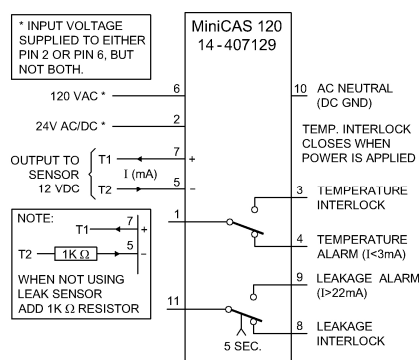 * INPUT VOLTAGE
SUPPLIED TO EITHER
PIN 2 OR PIN 6, BUT
NOT BOTH.
MiniCAS 120
14-407129
120 VAC *
6
10
AC NEUTRAL
(DC GND)
24V AC/DC *
2
TEMP. INTERLOCK
CLOSES WHEN
POWER IS APPLIED
OUTPUT TO
SENSOR
12 VDC
T1
7
+
I (mA)
T2
5
−
3
TEMPERATURE
INTERLOCK
1
4
TEMPERATURE
ALARM (I<3mA)
NOTE:
T1
7
+
T2
1K Ω
5
−
WHEN NOT USING
LEAK SENSOR
ADD 1K Ω RESISTOR
9
LEAKAGE ALARM
(I>22mA)
11
8
LEAKAGE
INTERLOCK
5 SEC.